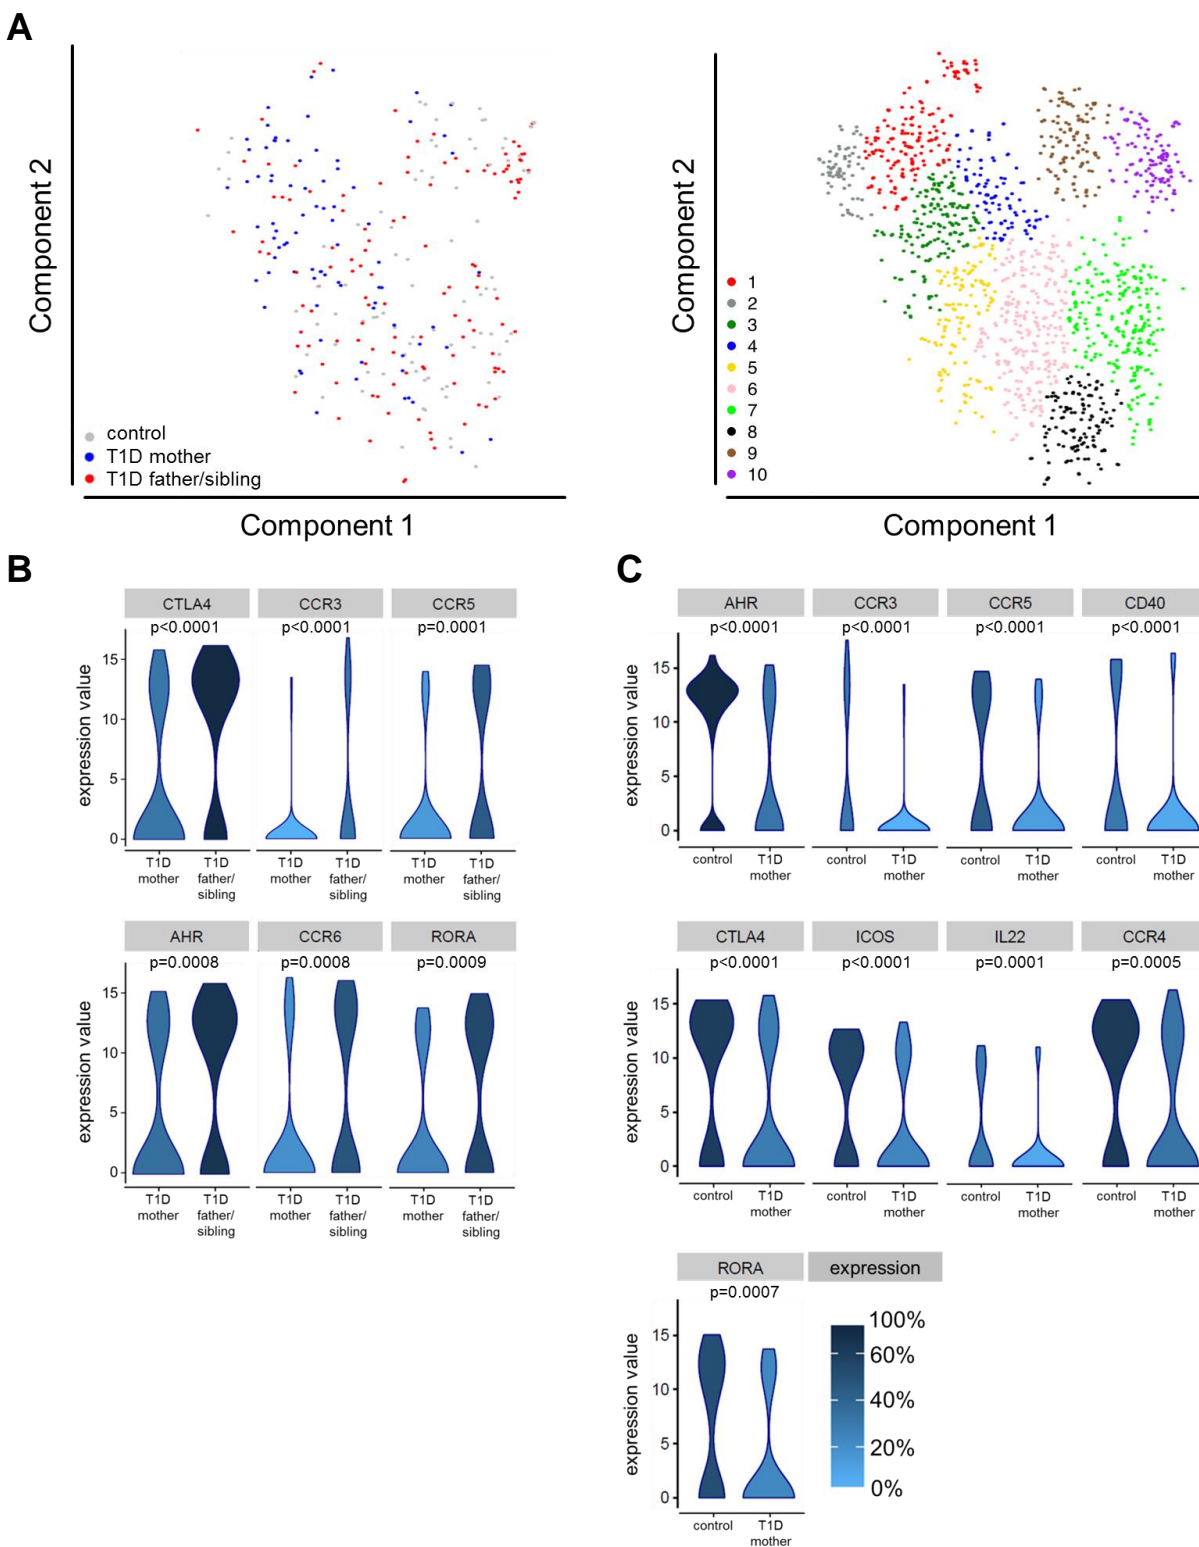 A
Component 2
control
T1D mother
T1D father/sibling
Component 1
Component 2
1
2
3
4
5
6
7
8
9
10
Component 1
B
CTLA4 CCR3 CCR5
p<0.0001 p<0.0001 p=0.0001
expression value
15
10
5
0
T1D mother T1D father/ sibling T1D mother T1D father/ sibling T1D mother T1D father/ sibling
AHR CCR6 RORA
p=0.0008 p=0.0008 p=0.0009
expression value
15
10
5
0
T1D mother T1D father/ sibling T1D mother T1D father/ sibling T1D mother T1D father/ sibling
C
AHR CCR3 CCR5 CD40
p<0.0001 p<0.0001 p<0.0001 p<0.0001
expression value
15
10
5
0
control T1D mother control T1D mother control T1D mother control T1D mother
CTLA4 ICOS IL22 CCR4
p<0.0001 p<0.0001 p=0.0001 p=0.0005
expression value
15
10
5
0
control T1D mother control T1D mother control T1D mother control T1D mother
RORA
p=0.0007
expression value
15
10
5
0
control T1D mother
expression
100%
60%
40%
20%
0%